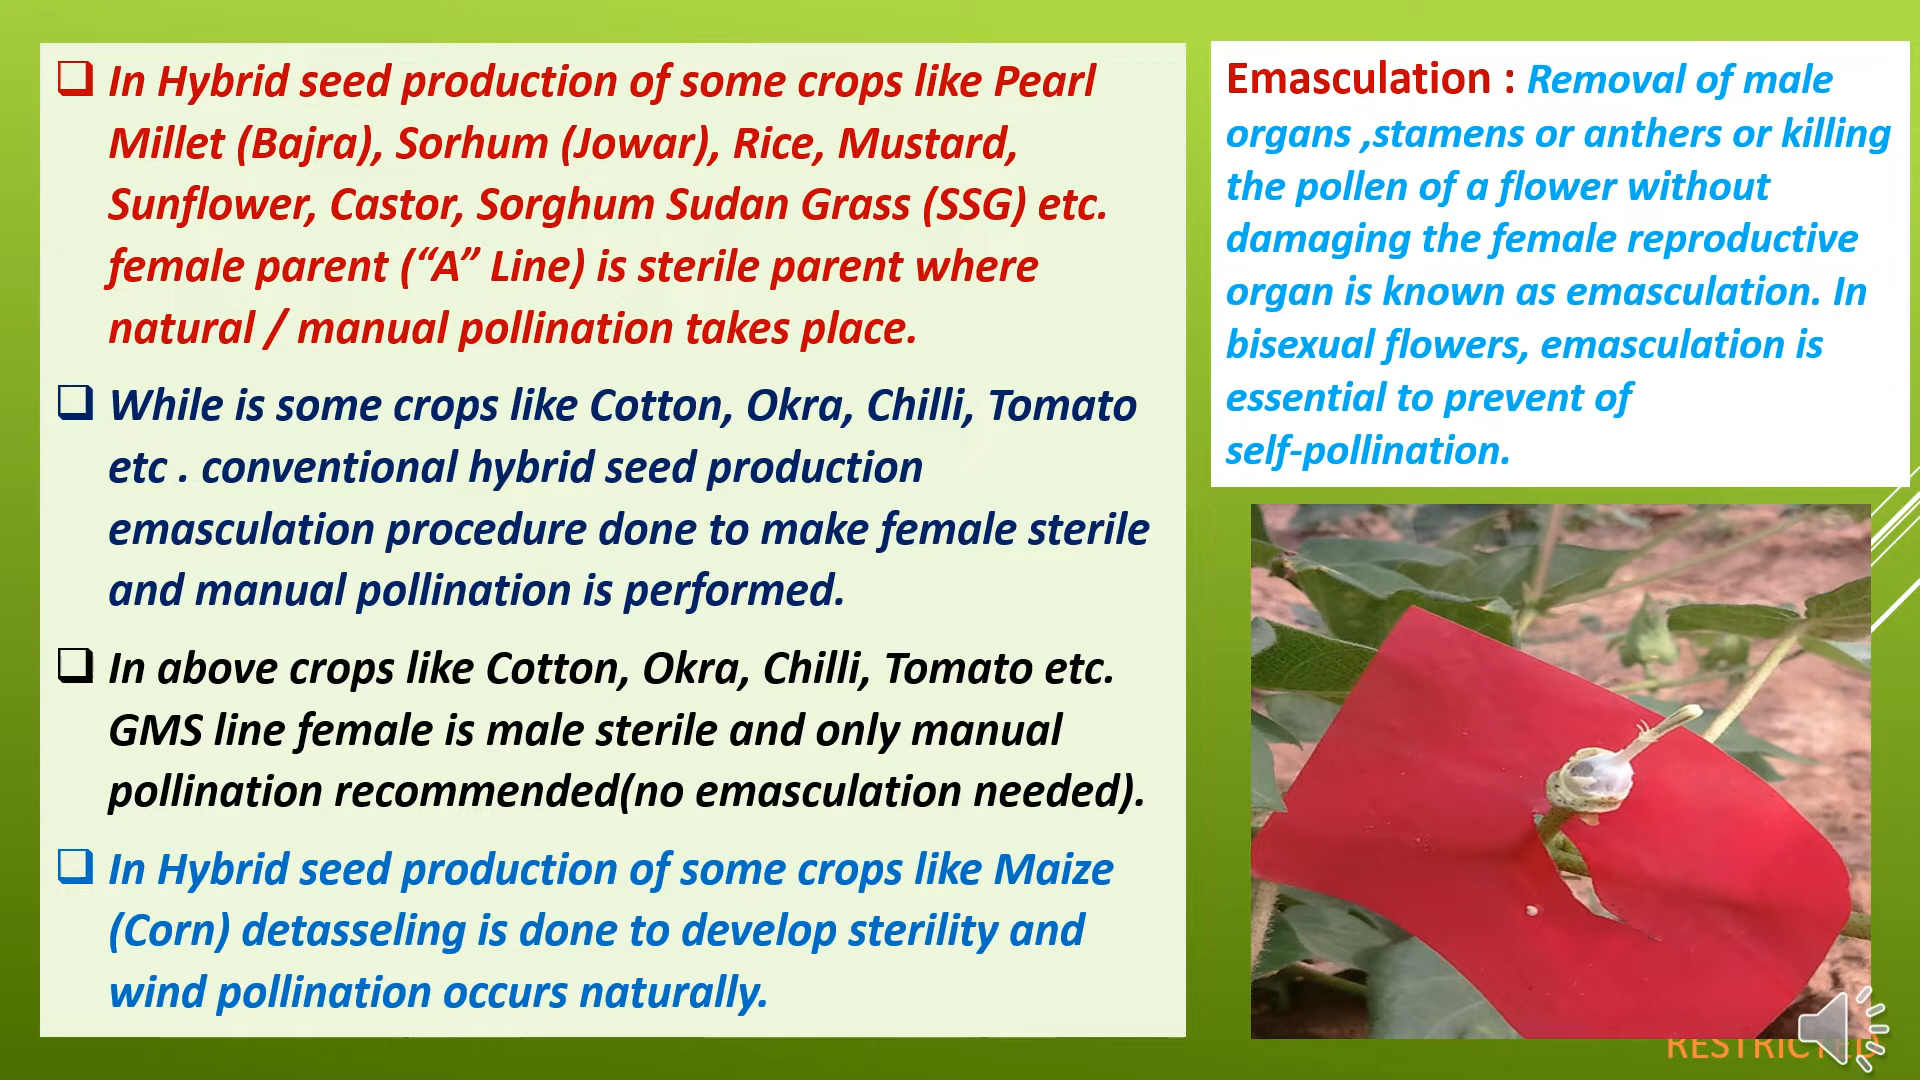 ❑ In Hybrid seed production of some crops like Pearl
Millet (Bajra), Sorhum (Jowar), Rice, Mustard,
Sunflower, Castor, Sorghum Sudan Grass (SSG) etc.
female parent (“A” Line) is sterile parent where
natural / manual pollination takes place.
❑ While is some crops like Cotton, Okra, Chilli, Tomato
etc . conventional hybrid seed production
emasculation procedure done to make female sterile
and manual pollination is performed.
❑ In above crops like Cotton, Okra, Chilli, Tomato etc.
GMS line female is male sterile and only manual
pollination recommended(no emasculation needed).
❑ In Hybrid seed production of some crops like Maize
(Corn) detasseling is done to develop sterility and
wind pollination occurs naturally.
Emasculation : Removal of male
organs ,stamens or anthers or killing
the pollen of a flower without
damaging the female reproductive
organ is known as emasculation. In
bisexual flowers, emasculation is
essential to prevent of
self-pollination.
RESTRICTED